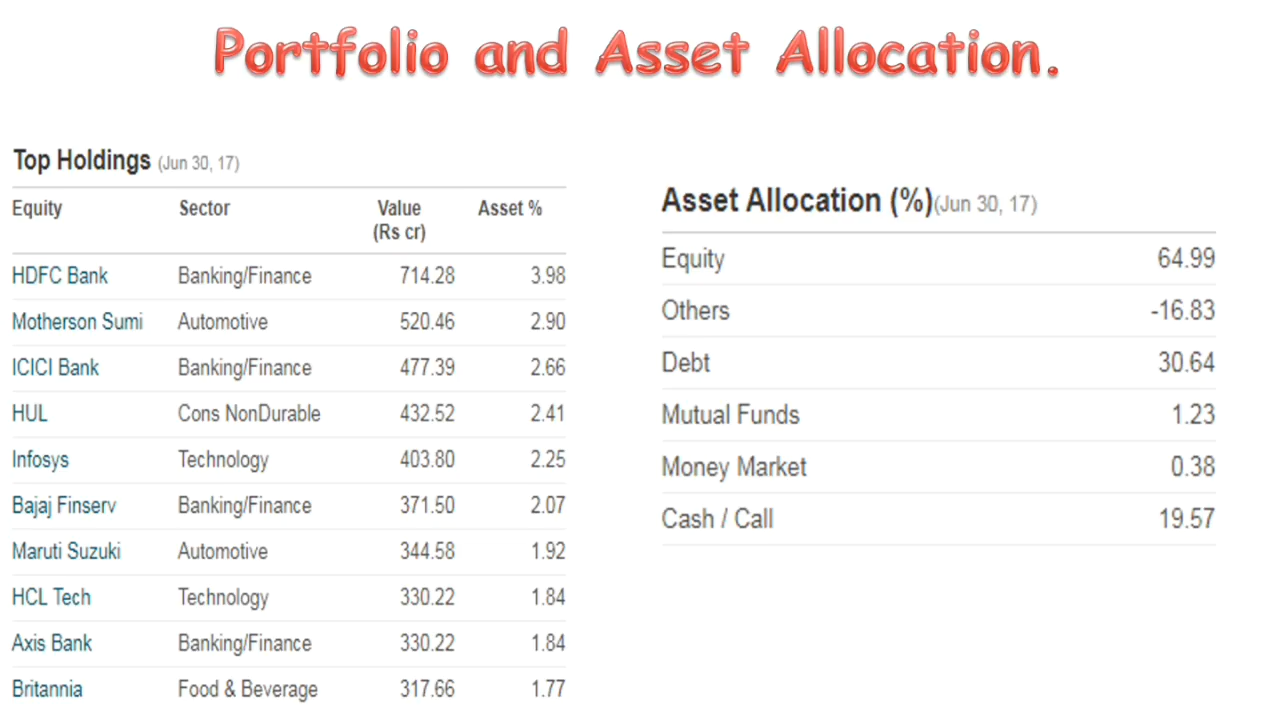 Portfolio and Asset Allocation.
Top Holdings (Jun 30, 17)
Equity Sector Value (Rs cr) Asset %
HDFC Bank Banking/Finance 714.28 3.98
Motherson Sumi Automotive 520.46 2.90
ICICI Bank Banking/Finance 477.39 2.66
HUL Cons NonDurable 432.52 2.41
Infosys Technology 403.80 2.25
Bajaj Finserv Banking/Finance 371.50 2.07
Maruti Suzuki Automotive 344.58 1.92
HCL Tech Technology 330.22 1.84
Axis Bank Banking/Finance 330.22 1.84
Britannia Food & Beverage 317.66 1.77
Asset Allocation (%)(Jun 30, 17)
Equity 64.99
Others -16.83
Debt 30.64
Mutual Funds 1.23
Money Market 0.38
Cash / Call 19.57